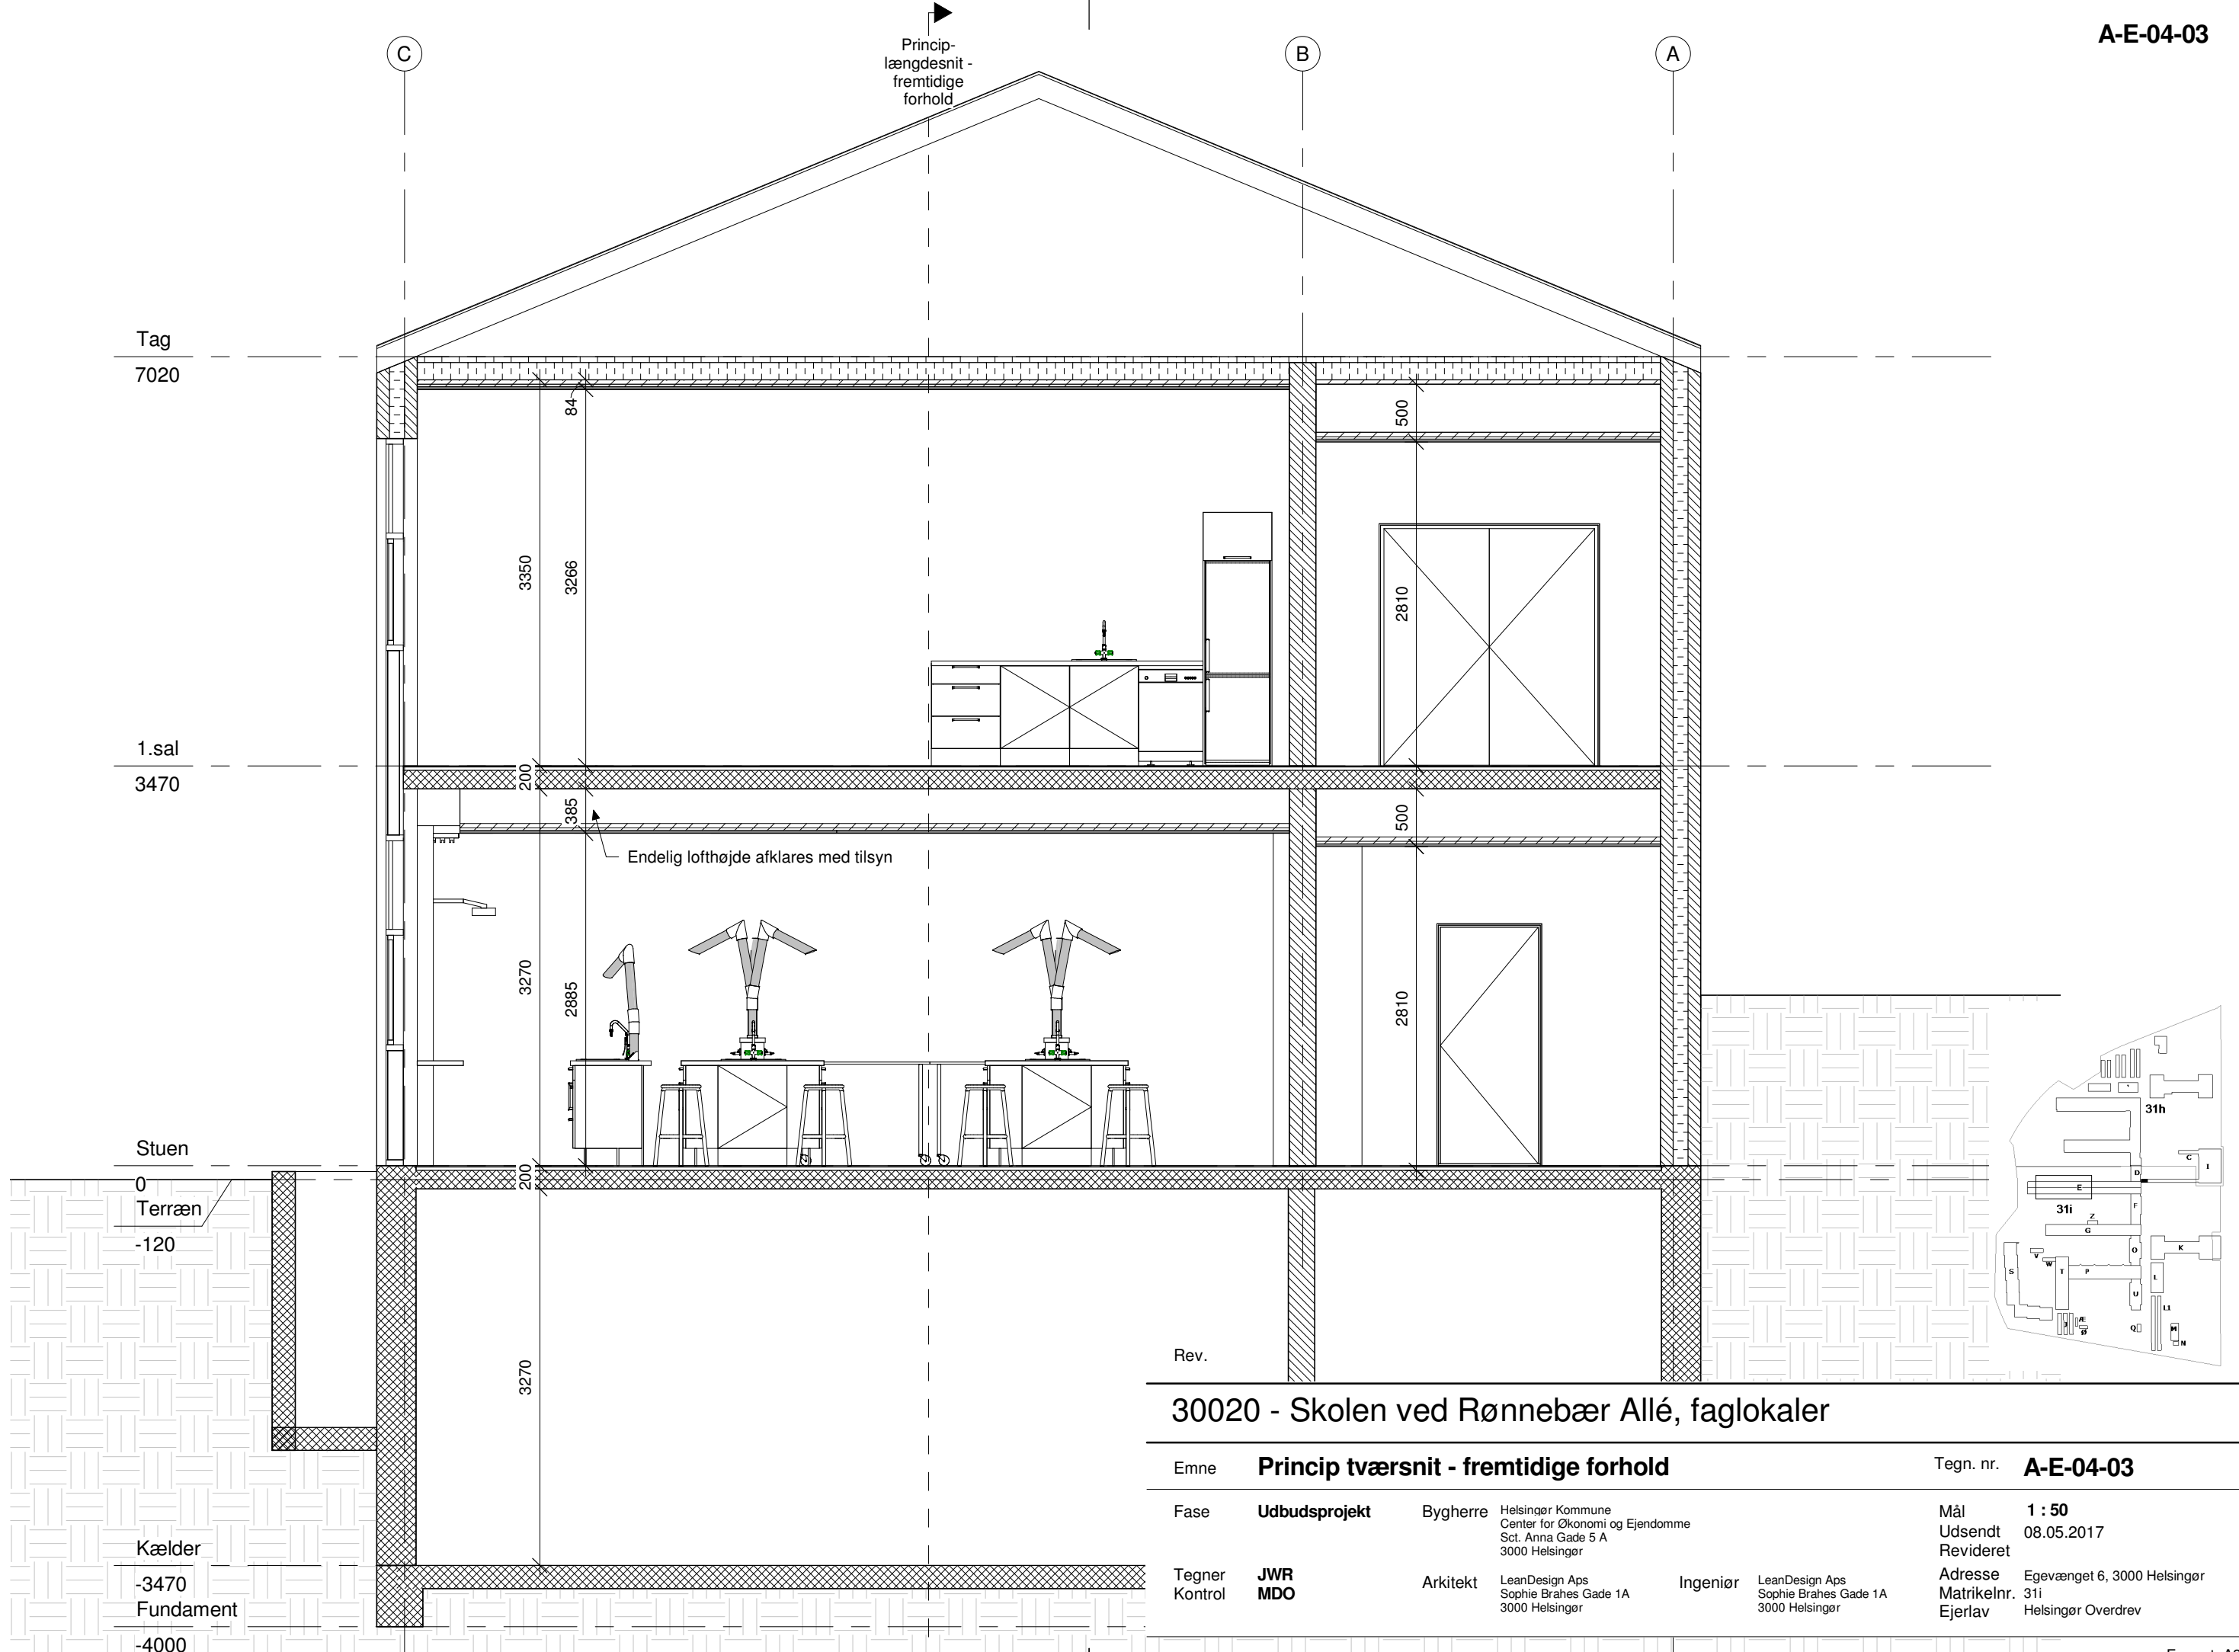 A-E-04-03
C
Princip-
længdesnit -
fremtidige
forhold
B
A
Tag
7020
84
500
3350
3266
2810
1.sal
3470
200
385
500
Endelig lofthøjde afklares med tilsyn
3270
2885
2810
Stuen
0
Terræn
-120
200
3270
Kælder
-3470
Fundament
-4000
31h
C
I
D
E
31i
F
Z
G
O
K
V
W
S
T
P
L
U
L1
J
Æ
Ø
Q
M
N
Rev.
30020 - Skolen ved Rønnebær Allé, faglokaler
Emne Princip tværsnit - fremtidige forhold
Tegn. nr. A-E-04-03
Fase Udbudsprojekt
Bygherre Helsingør Kommune
Center for Økonomi og Ejendomme
Sct. Anna Gade 5 A
3000 Helsingør
Mål 1 : 50
Udsendt 08.05.2017
Revideret
Tegner JWR
Kontrol MDO
Arkitekt LeanDesign Aps
Sophie Brahes Gade 1A
3000 Helsingør
Ingeniør LeanDesign Aps
Sophie Brahes Gade 1A
3000 Helsingør
Adresse Egevænget 6, 3000 Helsingør
Matrikelnr. 31i
Ejerlav Helsingør Overdrev